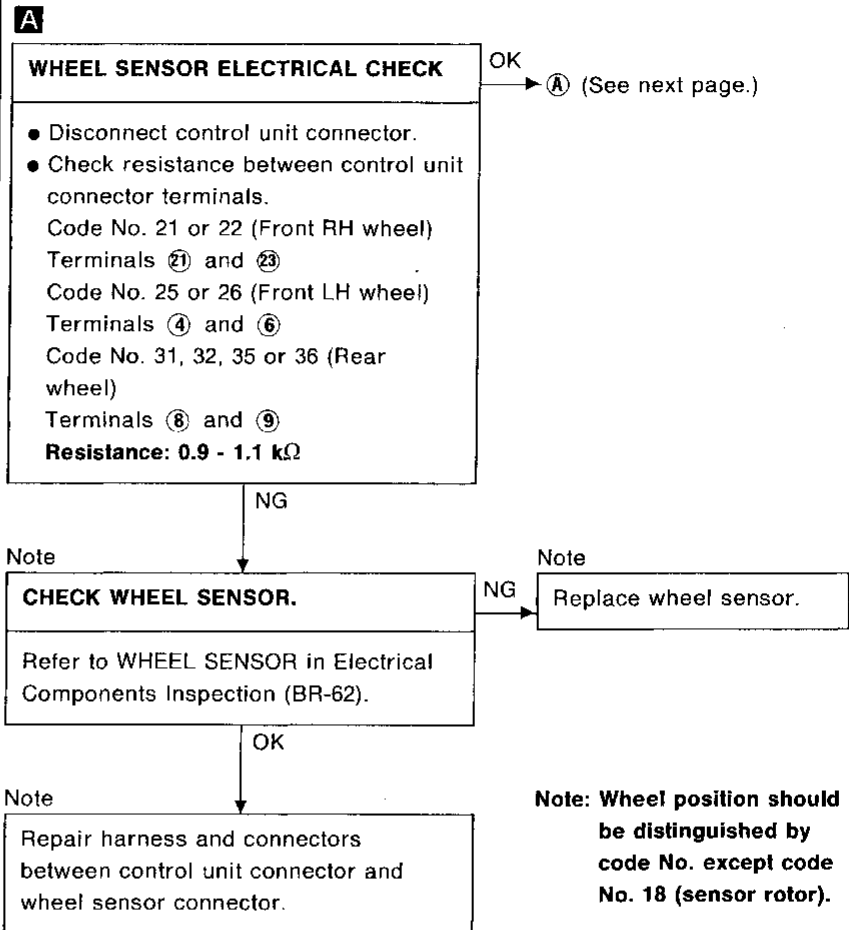 A
WHEEL SENSOR ELECTRICAL CHECK
OK
Ⓐ (See next page.)
● Disconnect control unit connector.
● Check resistance between control unit
connector terminals.
Code No. 21 or 22 (Front RH wheel)
Terminals ㉑ and ㉓
Code No. 25 or 26 (Front LH wheel)
Terminals ④ and ⑥
Code No. 31, 32, 35 or 36 (Rear
wheel)
Terminals ⑧ and ⑨
Resistance: 0.9 - 1.1 kΩ
NG
Note
CHECK WHEEL SENSOR.
Refer to WHEEL SENSOR in Electrical
Components Inspection (BR-62).
NG
Note
Replace wheel sensor.
OK
Note
Repair harness and connectors
between control unit connector and
wheel sensor connector.
Note: Wheel position should
be distinguished by
code No. except code
No. 18 (sensor rotor).